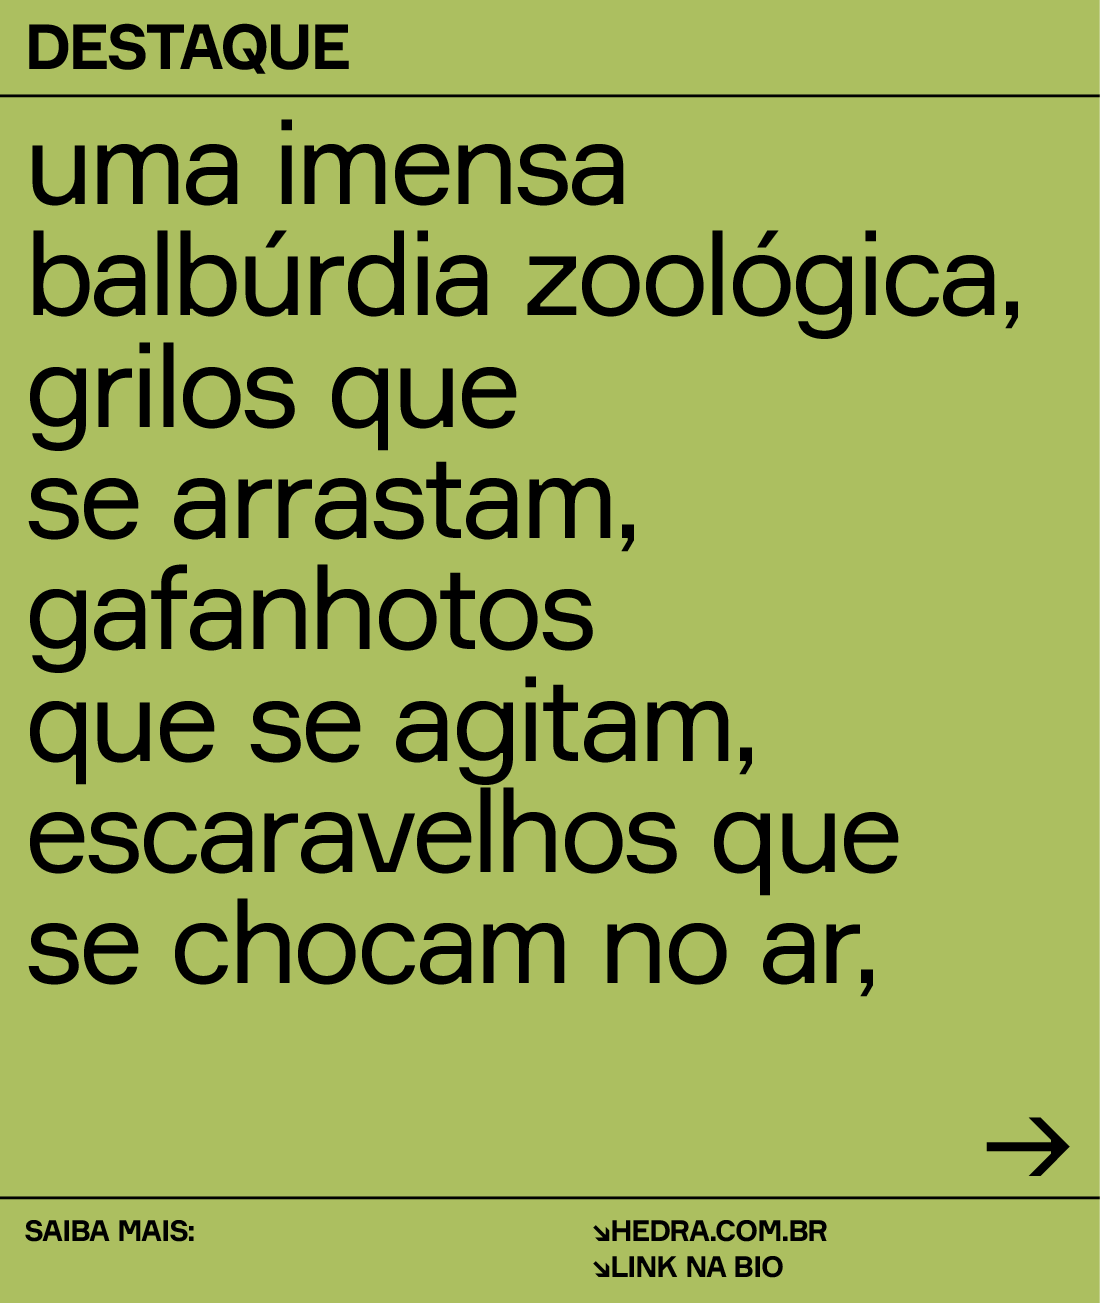 DESTAQUE
uma imensa
balbúrdia zoológica,
grilos que
se arrastam,
gafanhotos
que se agitam,
escaravelhos que
se chocam no ar,
→
SAIBA MAIS:
↘HEDRA.COM.BR
↘LINK NA BIO